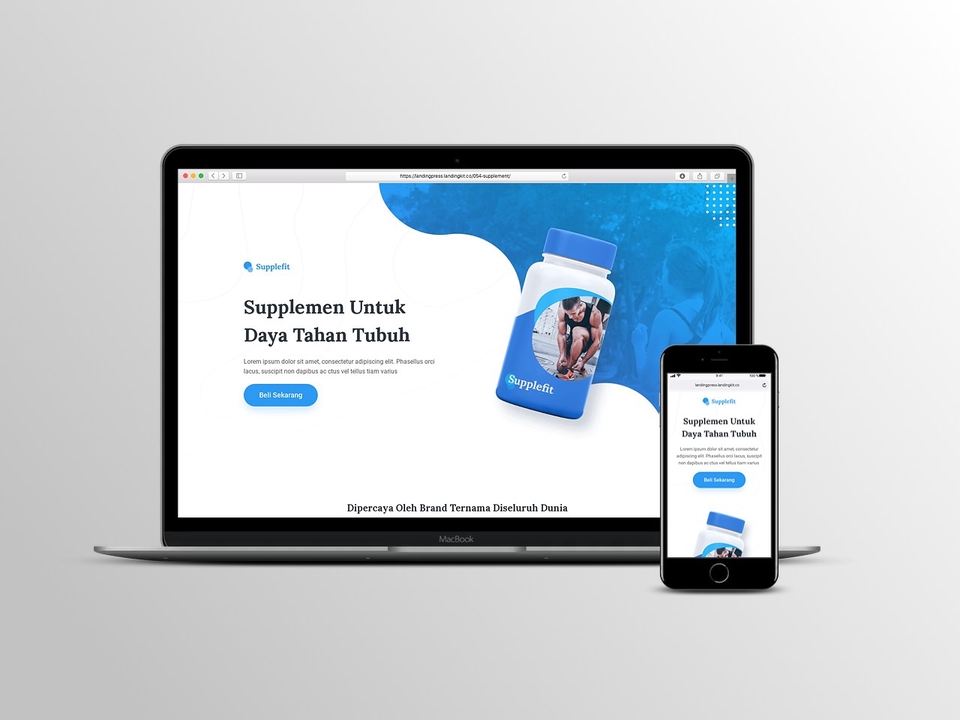 https://landingpress.landingkit.co/054-supplement/
Supplefit
Supplemen Untuk
Daya Tahan Tubuh
Lorem ipsum dolor sit amet, consectetur adipiscing elit. Phasellus orci
lacus, suscipit non dapibus ac ctus vel tellus tiam varius
Beli Sekarang
Supplefit
Dipercaya Oleh Brand Ternama Diseluruh Dunia
MacBook
9:41
landingpress.landingkit.co
Supplefit
Supplemen Untuk
Daya Tahan Tubuh
Lorem ipsum dolor sit amet, consectetur
adipiscing elit. Phasellus orci lacus, suscipit
non dapibus ac ctus vel tellus tiam varius
Beli Sekarang